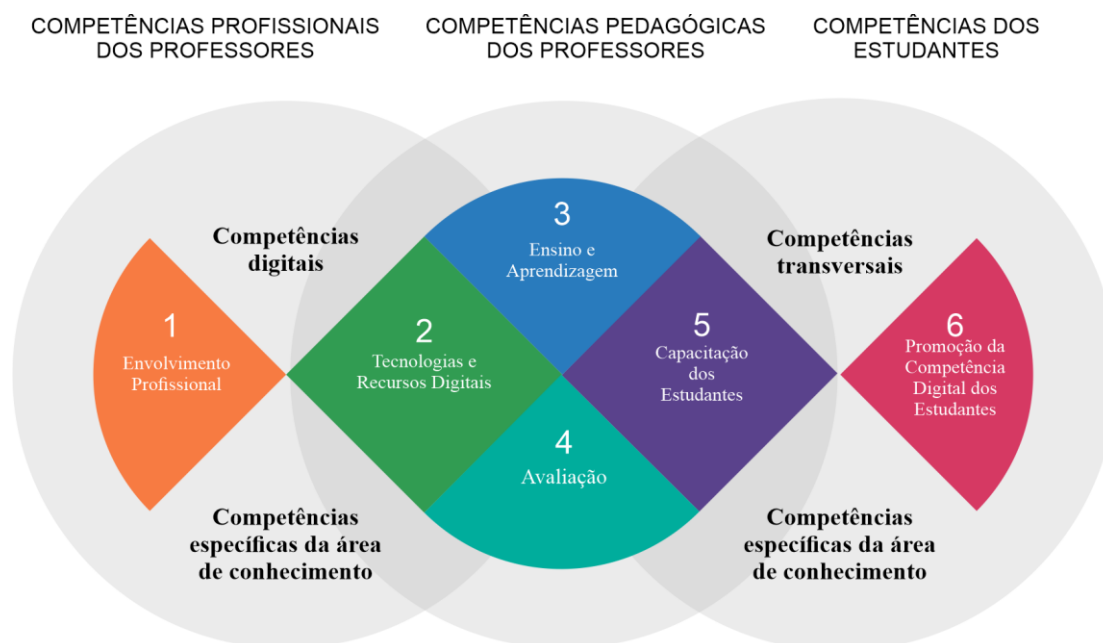 COMPETÊNCIAS PROFISSIONAIS
DOS PROFESSORES
COMPETÊNCIAS PEDAGÓGICAS
DOS PROFESSORES
COMPETÊNCIAS DOS
ESTUDANTES
Competências
digitais
Competências
transversais
1
Envolvimento
Profissional
2
Tecnologias e
Recursos Digitais
3
Ensino e
Aprendizagem
4
Avaliação
5
Capacitação
dos
Estudantes
6
Promoção da
Competência
Digital dos
Estudantes
Competências
específicas da área
de conhecimento
Competências
específicas da área
de conhecimento